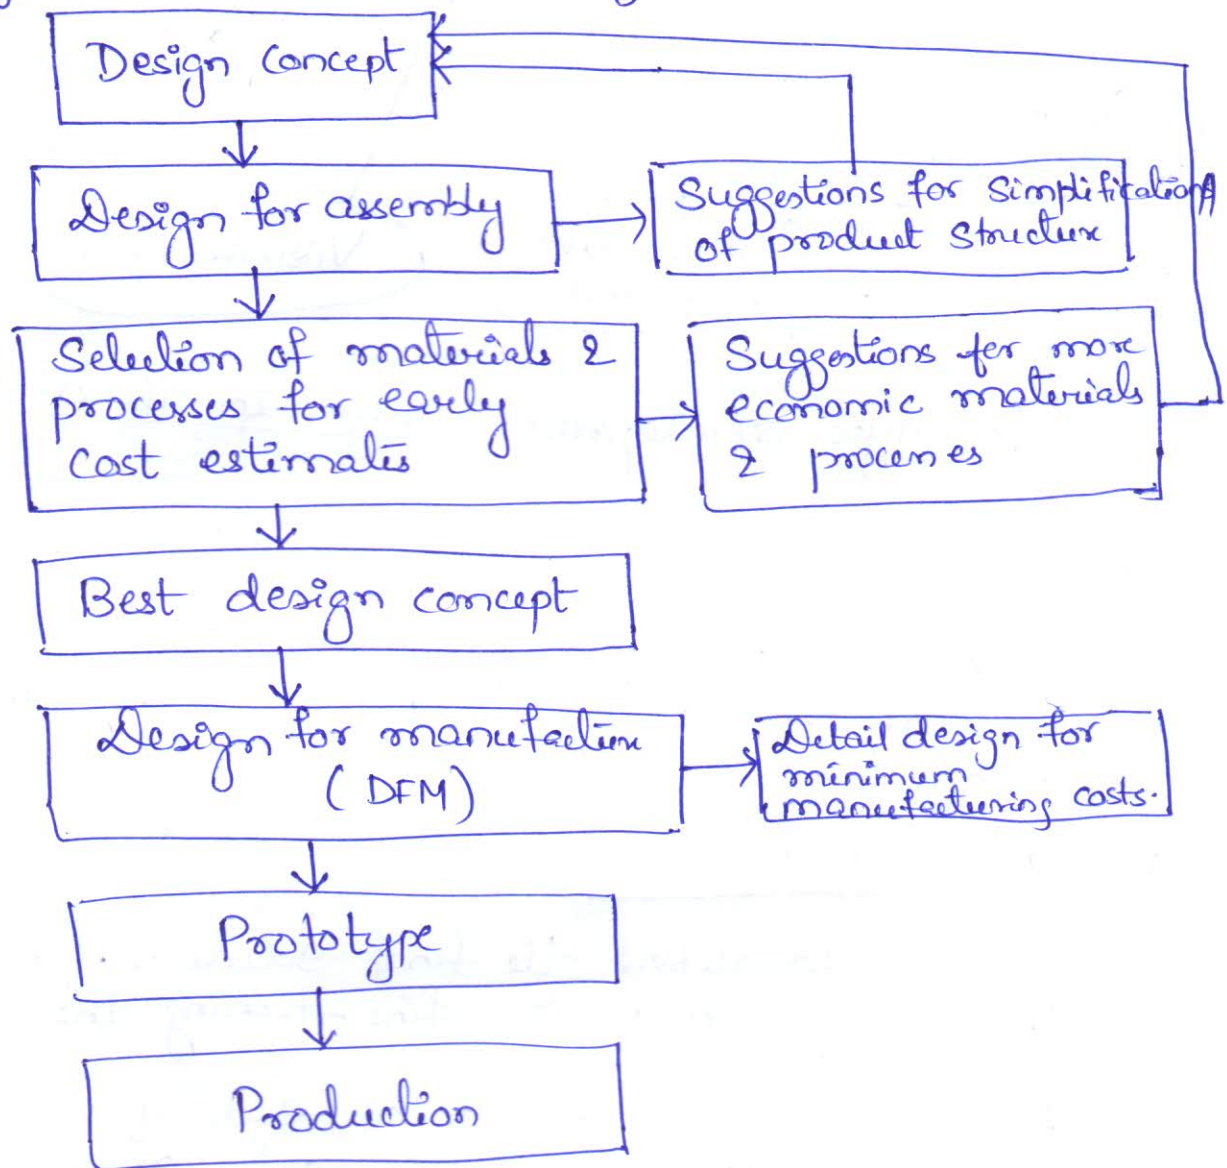 Design concept
Design for assembly
Suggestions for simplification
of product structure
Selection of materials &
processes for early
cost estimates
Suggestions for more
economic materials
& processes
Best design concept
Design for manufacture
(DFM)
Detail design for
minimum
manufacturing costs.
Prototype
Production